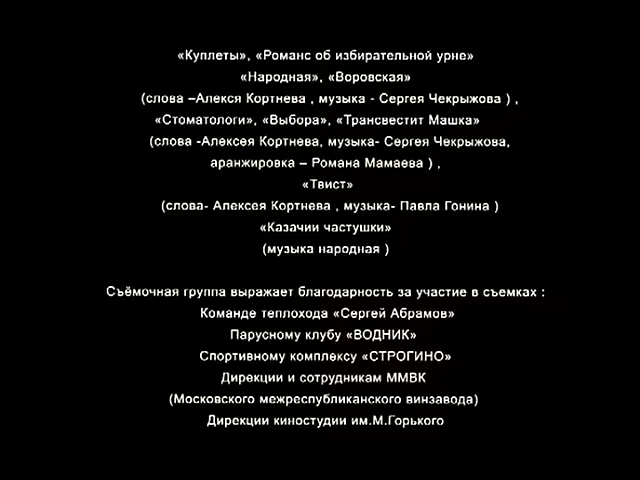 «Куплеты», «Романс об избирательной урне»
«Народная», «Воровская»
(слова –Алекся Кортнева , музыка - Сергея Чекрыжова ) ,
«Стоматологи», «Выбора», «Трансвестит Машка»
(слова -Алексея Кортнева, музыка- Сергея Чекрыжова,
аранжировка – Романа Мамаева ) ,
«Твист»
(слова- Алексея Кортнева , музыка- Павла Гонина )
«Казачии частушки»
(музыка народная )
Съёмочная группа выражает благодарность за участие в съемках :
Команде теплохода «Сергей Абрамов»
Парусному клубу «ВОДНИК»
Спортивному комплексу «СТРОГИНО»
Дирекции и сотрудникам ММВК
(Московского межреспубликанского винзавода)
Дирекции киностудии им.М.Горького